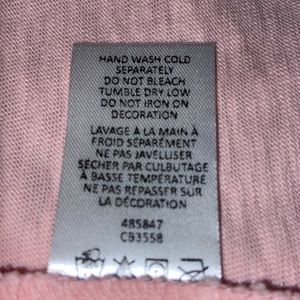 HAND WASH COLD
SEPARATELY
DO NOT BLEACH
TUMBLE DRY LOW
DO NOT IRON ON
DECORATION
LAVAGE À LA MAIN À
FROID SÉPARÉMENT
NE PAS JAVELLISER
SÉCHER PAR CULBUTAGE
À BASSE TEMPÉRATURE
NE PAS REPASSER SUR
LA DÉCORATION
485847
CB3558